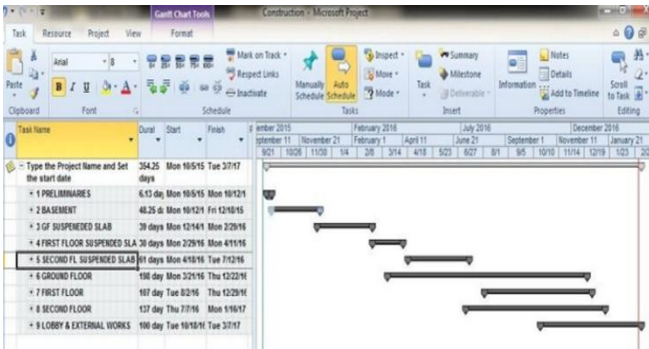 Gantt Chart Tools
Construction - Microsoft Project
Task Resource Project View Format
Paste
Arial 8
B I U A
Mark on Track
Respect Links
Inactivate
Manually Schedule
Auto Schedule
Inspect
Move
Mode
Task
Summary
Milestone
Deliverable
Information
Notes
Details
Add to Timeline
Scroll to Task
Clipboard Font Schedule Tasks Insert Properties Editing
Task Name Durat Start Finish
ember 2015 February 2016 July 2016 December 2016
eptember 11 November 21 February 1 April 11 June 21 September 1 November 11 January 21
9/21 10/26 11/30 1/4 2/8 3/14 4/18 5/23 6/27 8/1 9/5 10/10 11/14 12/19 1/23
Type the Project Name and Set the start date 354.25 days Mon 10/5/15 Tue 3/7/17
1 PRELIMINARIES 6.13 day Mon 10/5/15 Mon 10/12/1
2 BASEMENT 48.25 da Mon 10/12/1 Fri 12/18/15
3 GF SUSPENEDED SLAB 39 days Mon 12/14/1 Mon 2/29/16
4 FIRST FLOOR SUSPENDED SLA 30 days Mon 2/29/16 Mon 4/11/16
5 SECOND FL SUSPENDED SLAB 61 days Mon 4/18/16 Tue 7/12/16
6 GROUND FLOOR 198 day Mon 3/21/16 Thu 12/22/16
7 FIRST FLOOR 107 day Tue 8/2/16 Thu 12/29/16
8 SECOND FLOOR 137 day Thu 7/7/16 Mon 1/16/17
9 LOBBY & EXTERNAL WORKS 100 day Tue 10/18/16 Tue 3/7/17